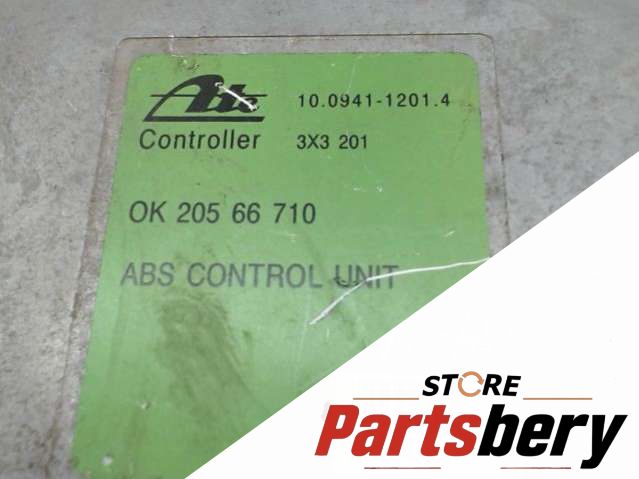 Ate 10.0941-1201.4
Controller 3X3 201
OK 205 66 710
ABS CONTROL UNIT
STORE
Partsbery